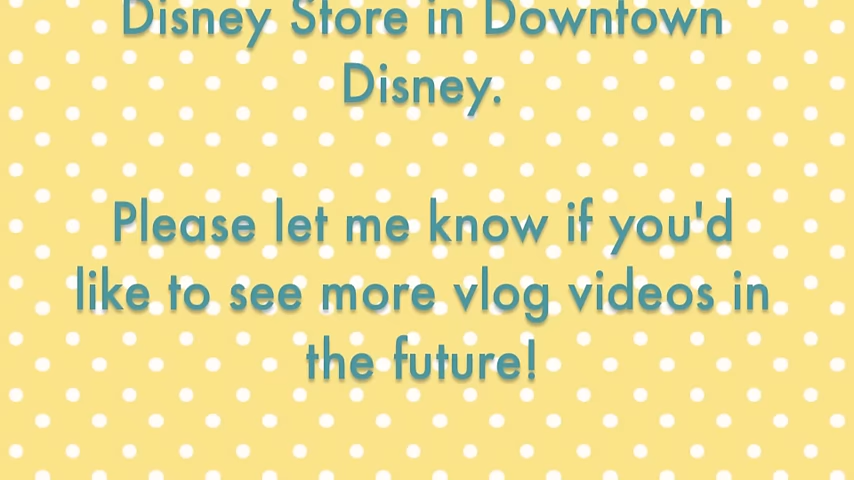 Disney Store in Downtown
Disney.
Please let me know if you'd
like to see more vlog videos in
the future!